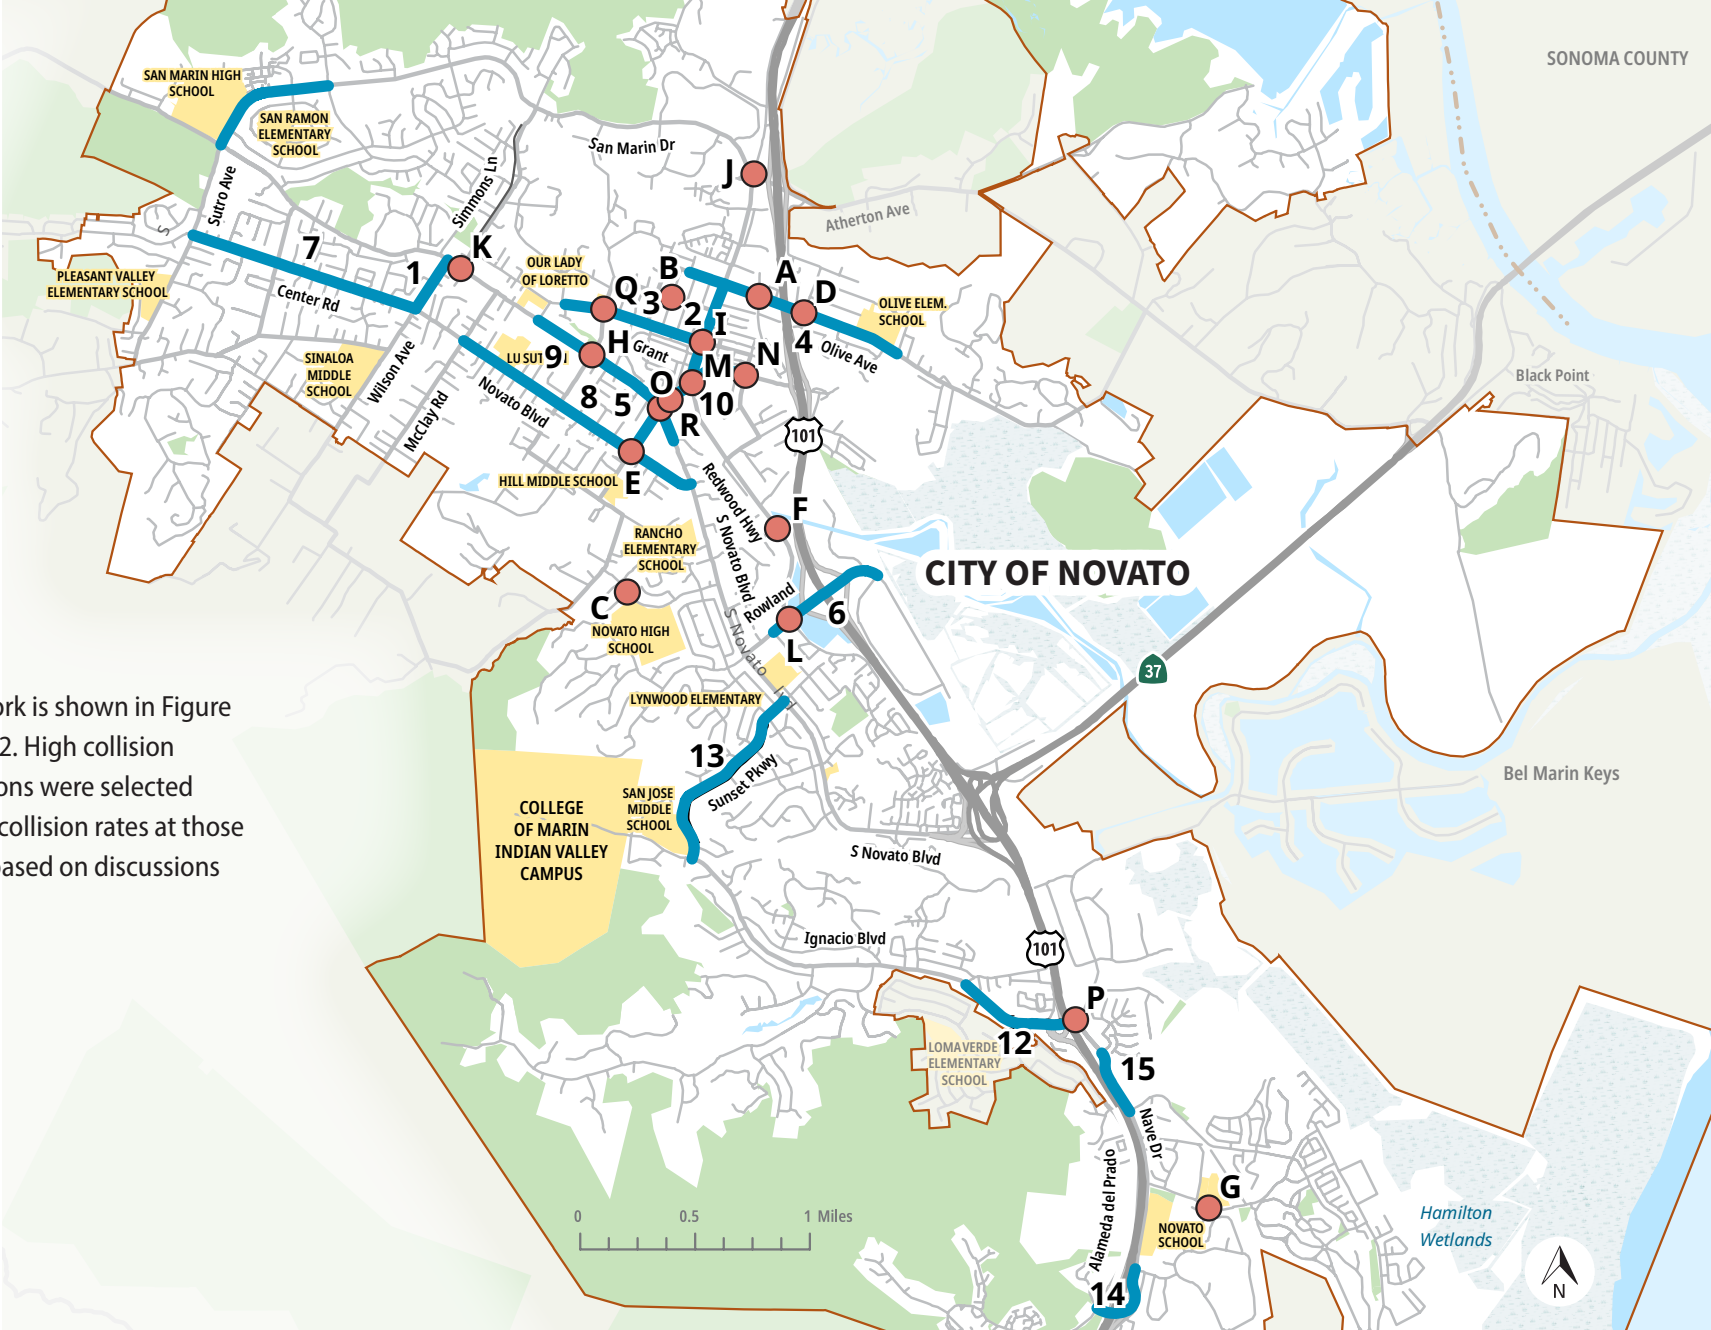 SONOMA COUNTY
SAN MARIN HIGH
SCHOOL
SAN RAMON
ELEMENTARY
SCHOOL
San Marin Dr
J
Sutro Ave
Simmons Ln
Atherton Ave
S
7
1
K
PLEASANT VALLEY
ELEMENTARY SCHOOL
Center Rd
OUR LADY
OF LORETTO
B
A
Q
3
2
D
I
OLIVE ELEM.
SCHOOL
4
Olive Ave
H
Grant
M
N
9
LU SUT
SINALOA
MIDDLE
SCHOOL
Wilson Ave
McClay Rd
Novato Blvd
8
5
O
10
R
Black Point
101
E
HILL MIDDLE SCHOOL
Redwood Hwy
F
S Novato Blvd
RANCHO
ELEMENTARY
SCHOOL
CITY OF NOVATO
C
Rowland
6
NOVATO HIGH
SCHOOL
S Novato
L
37
LYNWOOD ELEMENTARY
ork is shown in Figure
2. High collision
ons were selected
collision rates at those
ased on discussions
13
Sunset Pkwy
Bel Marin Keys
SAN JOSE
MIDDLE
SCHOOL
COLLEGE
OF MARIN
INDIAN VALLEY
CAMPUS
S Novato Blvd
Ignacio Blvd
101
P
12
LOMAVERDE
ELEMENTARY
SCHOOL
15
Nave Dr
Alameda del Prado
G
NOVATO
SCHOOL
0 0.5 1 Miles
Hamilton
Wetlands
14
N